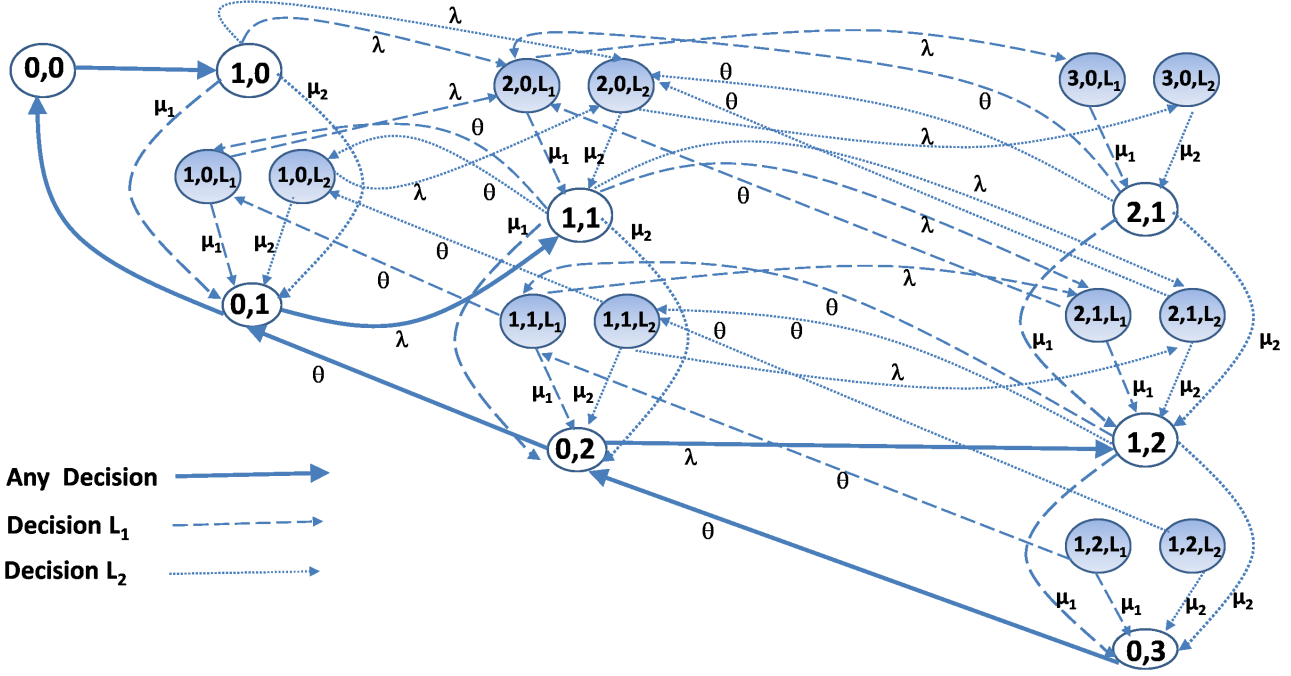 λ
0,0
1,0
λ
λ
2,0,L₁
2,0,L₂
θ
3,0,L₁
3,0,L₂
μ₁
μ₂
λ
θ
θ
θ
λ
μ₁
μ₂
μ₁
μ₂
1,0,L₁
1,0,L₂
λ
θ
θ
λ
1,1
μ₁
μ₂
λ
2,1
μ₁
μ₂
θ
θ
λ
0,1
λ
1,1,L₁
1,1,L₂
θ
θ
θ
2,1,L₁
2,1,L₂
μ₁
μ₂
θ
μ₁
μ₂
λ
μ₁
μ₂
0,2
λ
1,2
Any Decision
θ
Decision L₁
θ
1,2,L₁
1,2,L₂
Decision L₂
μ₁
μ₁
μ₂
μ₂
0,3